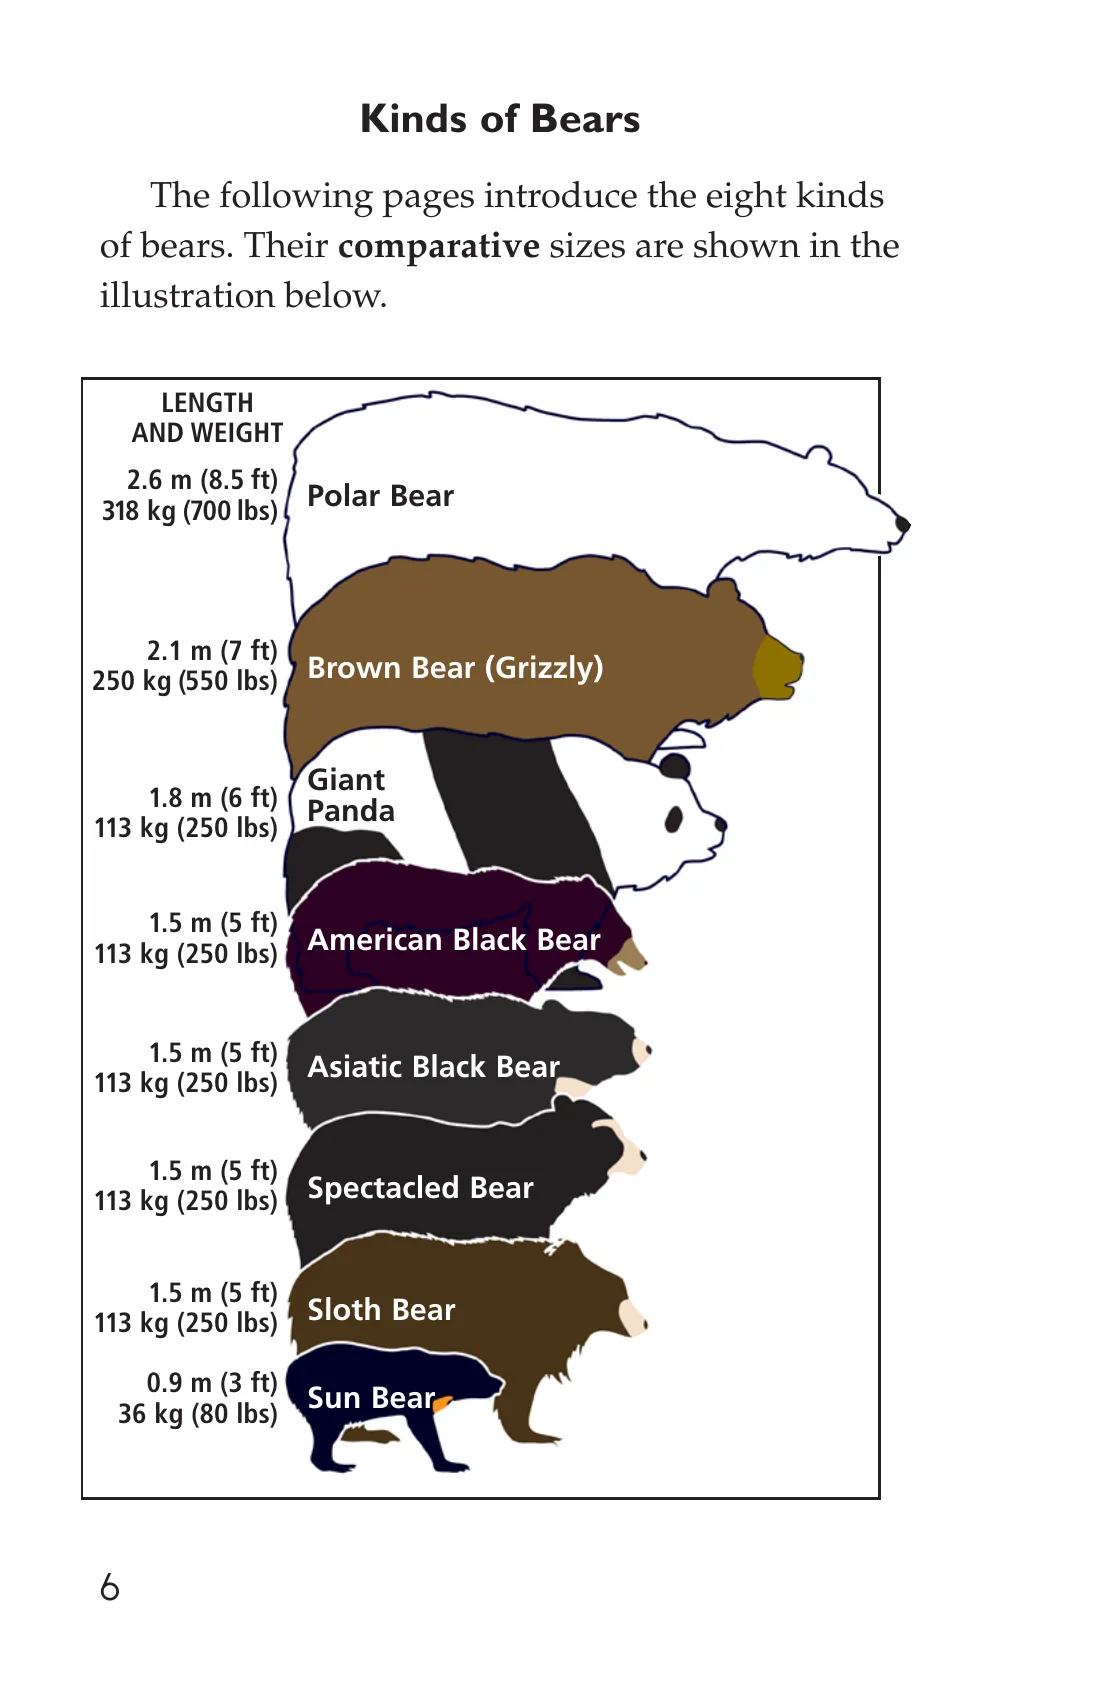 Kinds of Bears
The following pages introduce the eight kinds
of bears. Their comparative sizes are shown in the
illustration below.
LENGTH
AND WEIGHT
2.6 m (8.5 ft)
318 kg (700 lbs)
Polar Bear
2.1 m (7 ft)
250 kg (550 lbs)
Brown Bear (Grizzly)
1.8 m (6 ft)
113 kg (250 lbs)
Giant
Panda
1.5 m (5 ft)
113 kg (250 lbs)
American Black Bear
1.5 m (5 ft)
113 kg (250 lbs)
Asiatic Black Bear
1.5 m (5 ft)
113 kg (250 lbs)
Spectacled Bear
1.5 m (5 ft)
113 kg (250 lbs)
Sloth Bear
0.9 m (3 ft)
36 kg (80 lbs)
Sun Bear
6